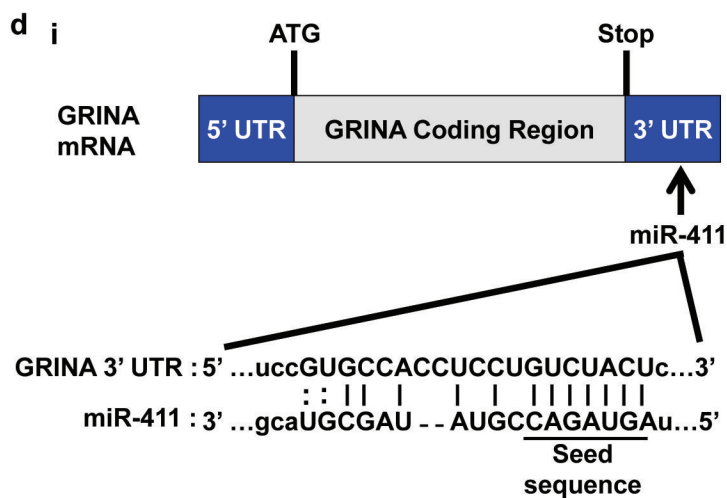 d i
ATG Stop
GRINA mRNA
5’ UTR GRINA Coding Region 3’ UTR
miR-411
GRINA 3’ UTR : 5’ ...uccGUGCCACCUCCUGUCUACUc...3’
miR-411 : 3’ ...gcaUGCGAU - - AUGCCAGAUGAu...5’
Seed
sequence